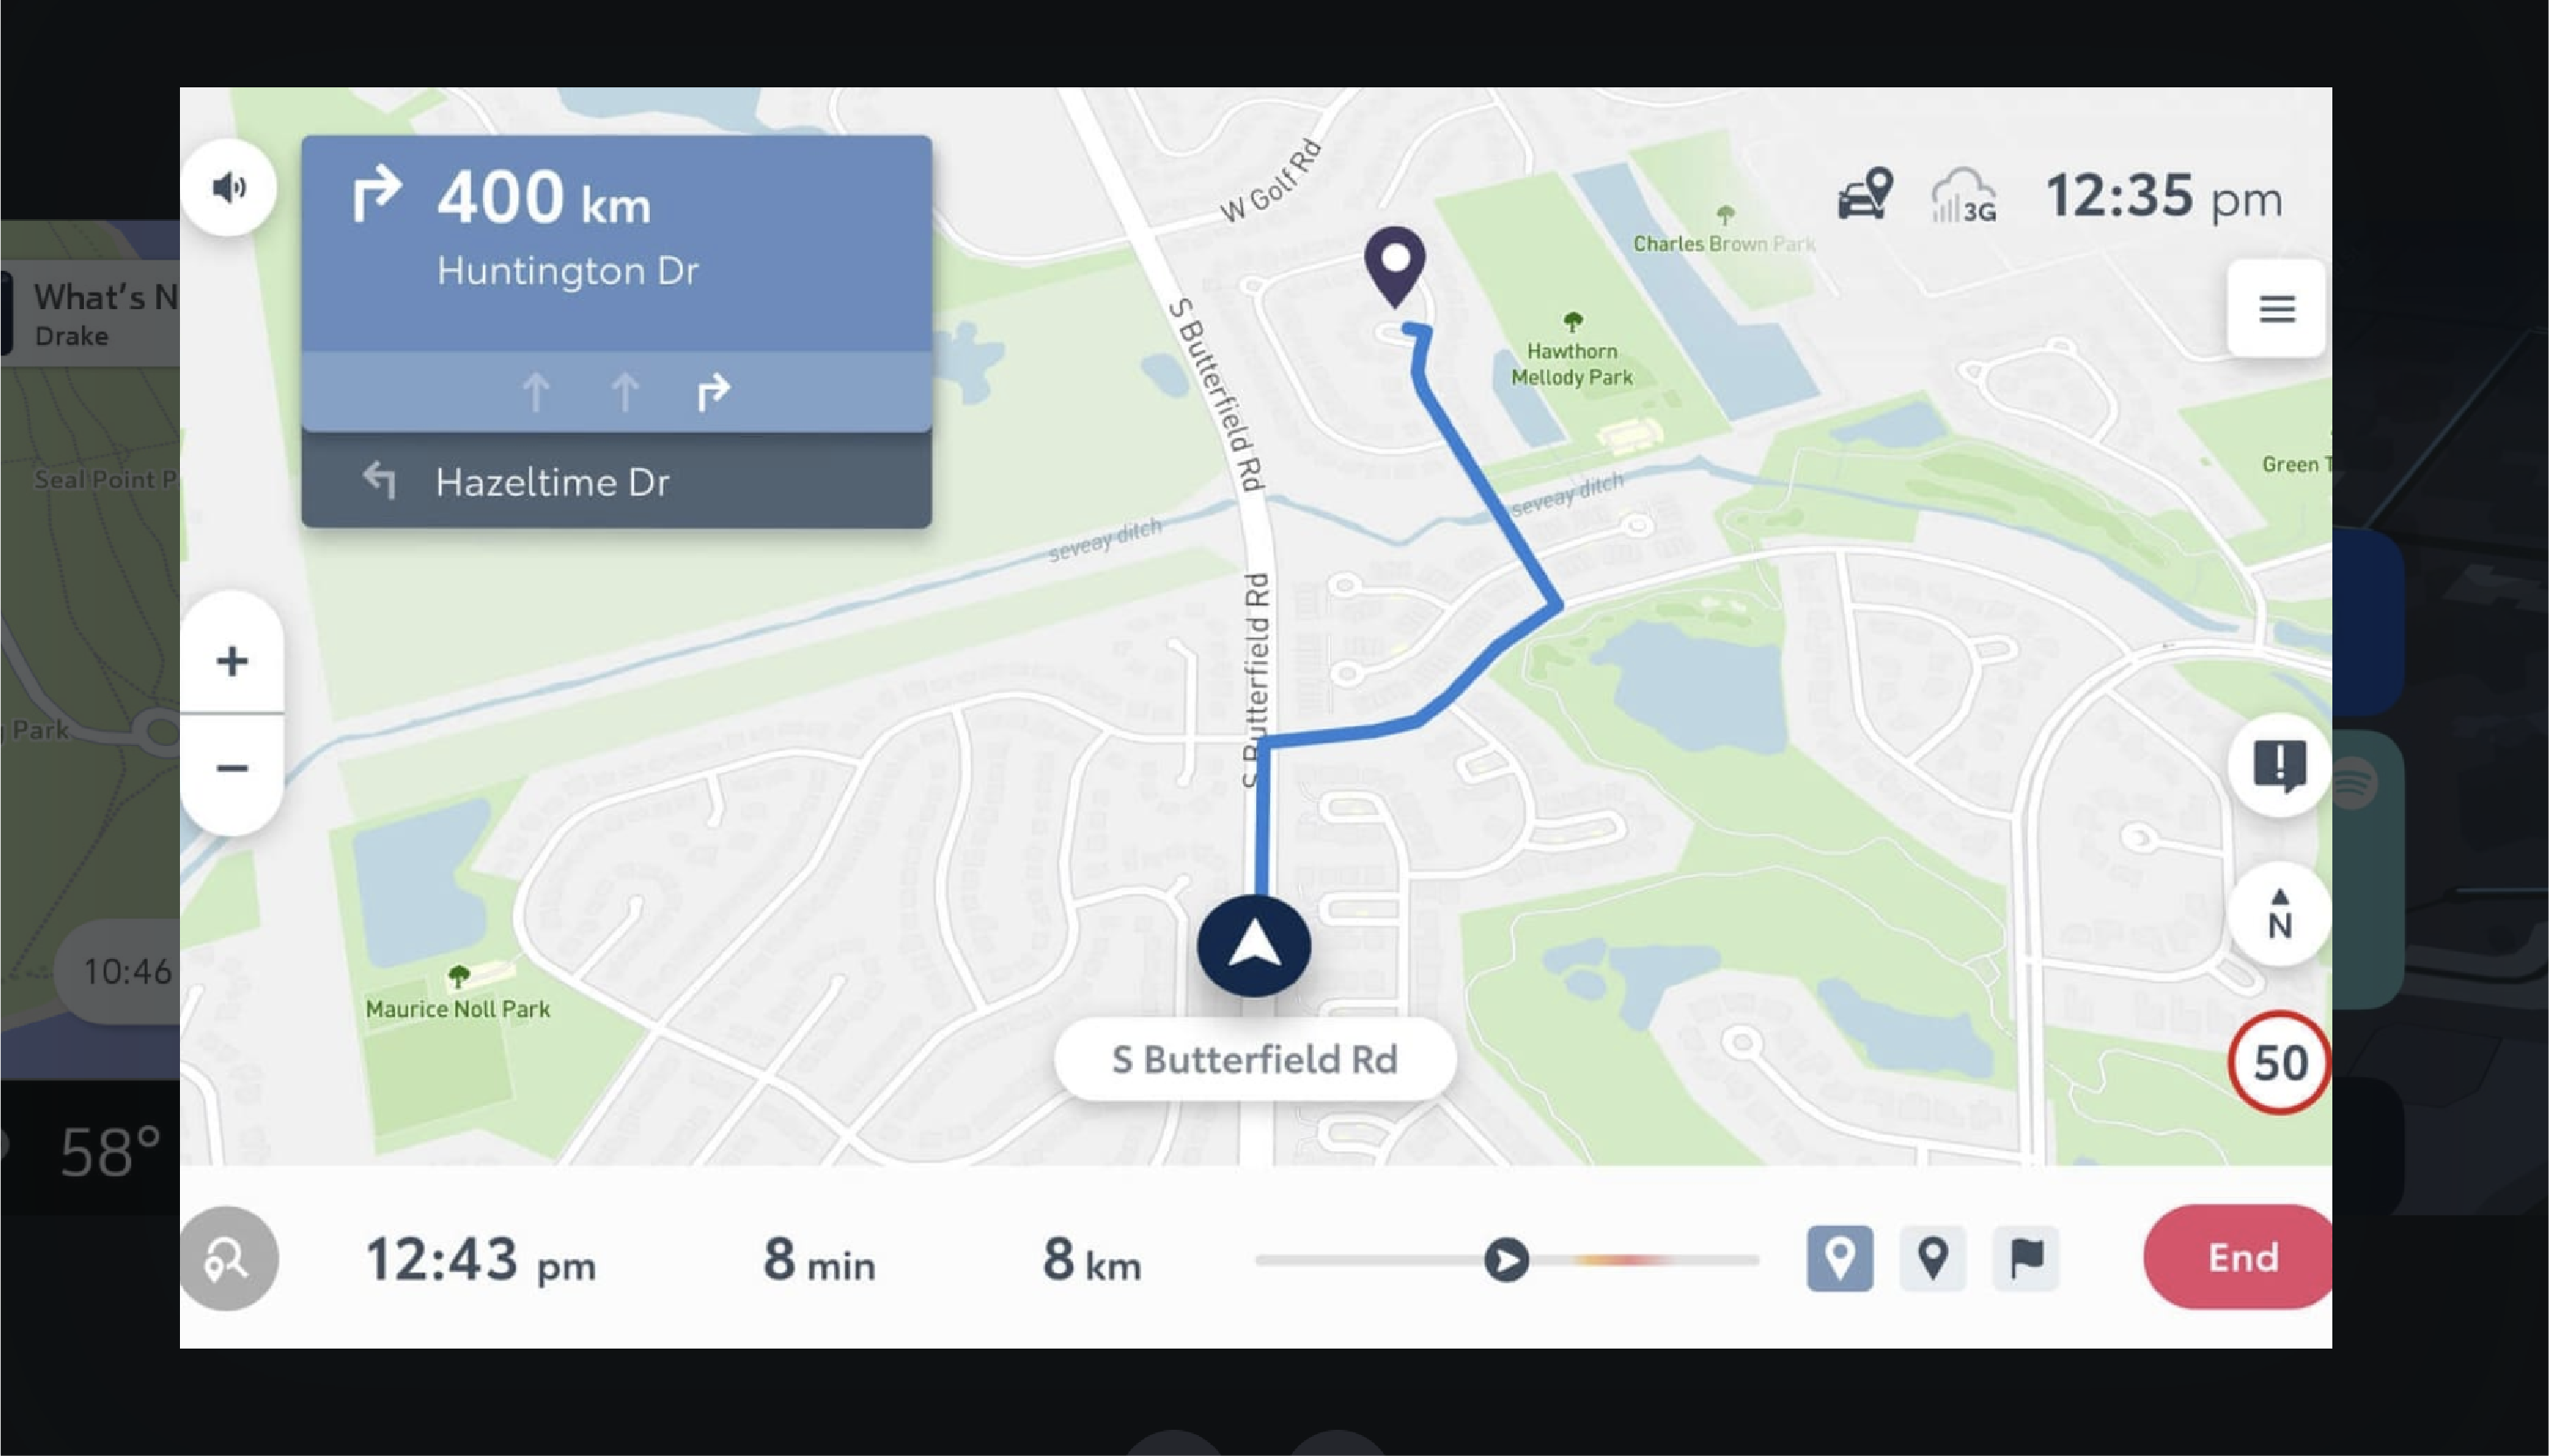 400 km
Huntington Dr
Hazeltime Dr
W Golf Rd
S Butterfield Rd
S Butterfield Rd
Charles Brown Park
Hawthorn
Mellody Park
3G
12:35 pm
Green
seveay ditch
seveay ditch
What's N
Drake
Seal Point P
Park
10:46
58°
+
−
Maurice Noll Park
S Butterfield Rd
N
50
12:43 pm
8 min
8 km
End